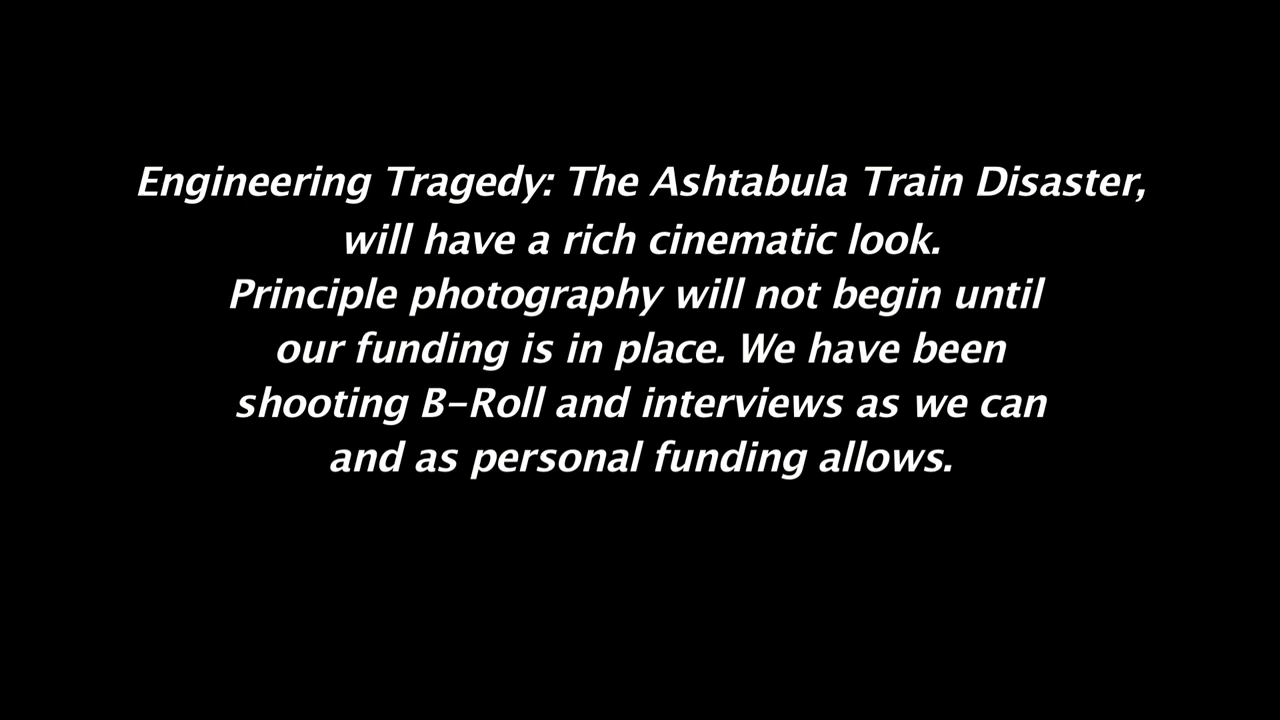 Engineering Tragedy: The Ashtabula Train Disaster,
will have a rich cinematic look.
Principle photography will not begin until
our funding is in place. We have been
shooting B-Roll and interviews as we can
and as personal funding allows.